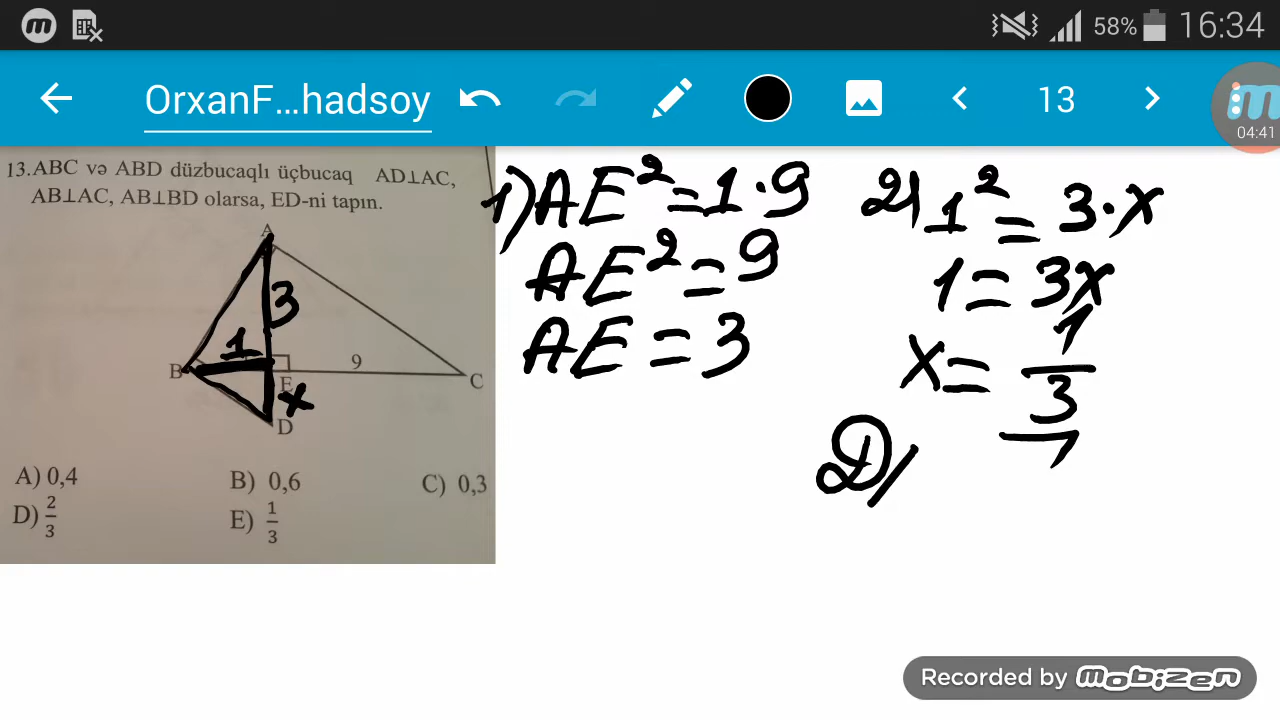 58% 16:34
OrxanF...hadsoy 13
04:41
13.ABC və ABD düzbucaqlı üçbucaq AD⊥AC,
AB⊥AC, AB⊥BD olarsa, ED-ni tapın.
A
3
1
9
B
E
C
x
D
A) 0,4 B) 0,6 C) 0,3
D) 2/3 E) 1/3
1) AE²=1·9
AE²=9
AE=3
2) 1²=3·x
1=3x
x=1/3
D)
Recorded by mobizen